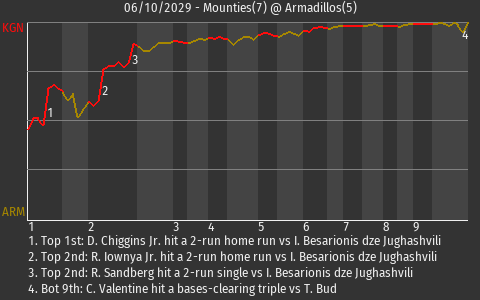 06/10/2029 - Mounties(7) @ Armadillos(5)
KGN
1
2
3
4
ARM
1 2 3 4 5 6 7 8 9
1. Top 1st: D. Chiggins Jr. hit a 2-run home run vs I. Besarionis dze Jughashvili
2. Top 2nd: R. Iownya Jr. hit a 2-run home run vs I. Besarionis dze Jughashvili
3. Top 2nd: R. Sandberg hit a 2-run single vs I. Besarionis dze Jughashvili
4. Bot 9th: C. Valentine hit a bases-clearing triple vs T. Bud